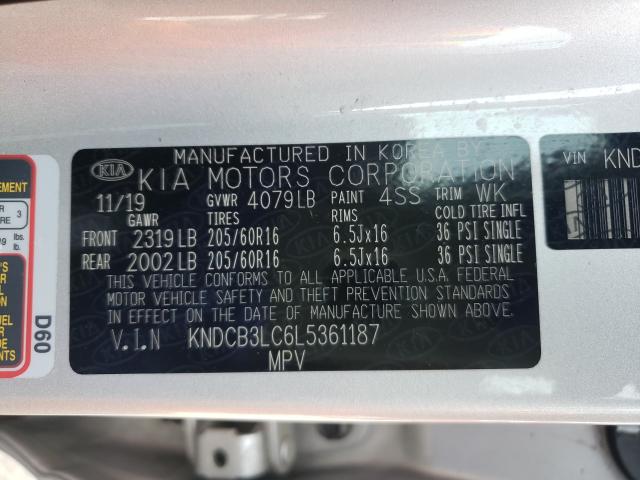 MANUFACTURED IN KOREA BY
KIA KIA MOTORS CORPORATION
11/19 GVWR 4079LB PAINT 4SS TRIM WK
GAWR TIRES RIMS COLD TIRE INFL
FRONT 2319LB 205/60R16 6.5Jx16 36 PSI SINGLE
REAR 2002LB 205/60R16 6.5Jx16 36 PSI SINGLE
THIS VEHICLE CONFORMS TO ALL APPLICABLE U.S.A. FEDERAL
MOTOR VEHICLE SAFETY AND THEFT PREVENTION STANDARDS
IN EFFECT ON THE DATE OF MANUFACTURE SHOWN ABOVE.
V.I.N KNDCB3LC6L5361187
MPV
D60
VIN KND
3
lbs.
lb.